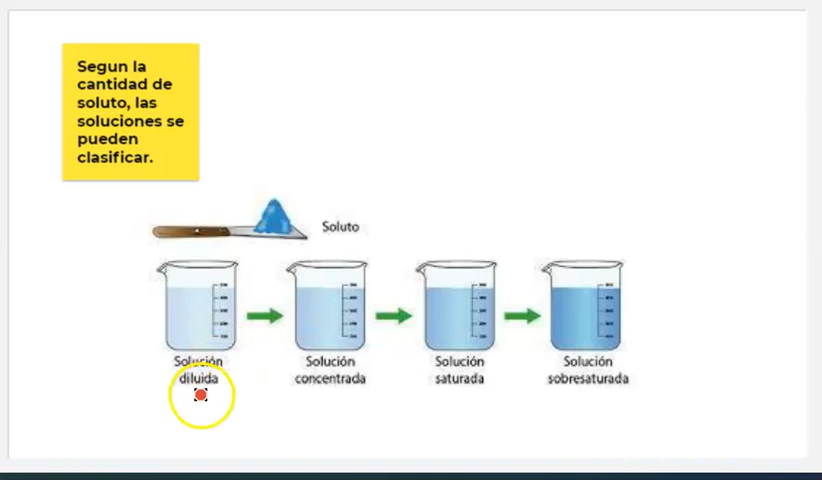 Segun la
cantidad de
soluto, las
soluciones se
pueden
clasificar.
Soluto
Solución
diluida
Solución
concentrada
Solución
saturada
Solución
sobresaturada